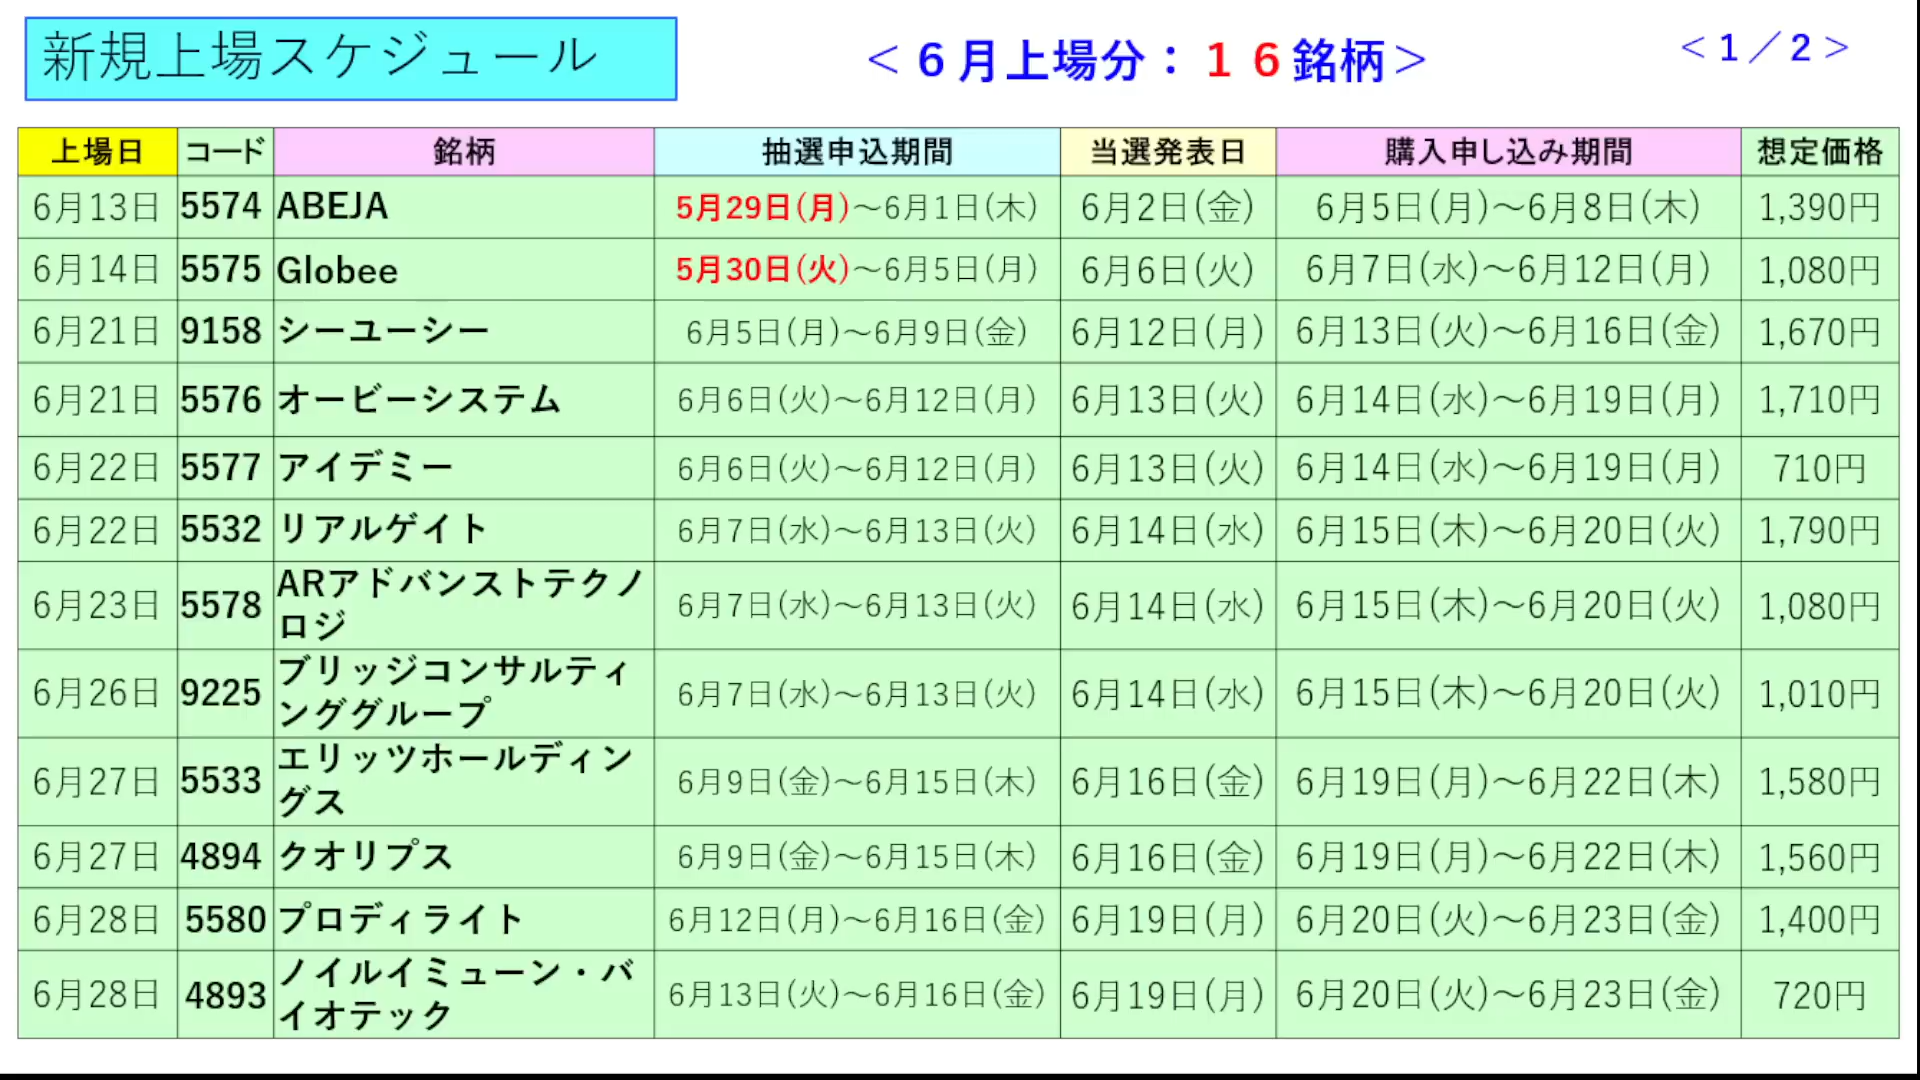 新規上場スケジュール
＜６月上場分：１６銘柄＞
＜1／2＞
上場日 コード 銘柄 抽選申込期間 当選発表日 購入申し込み期間 想定価格
6月13日 5574 ABEJA 5月29日(月)～6月1日(木) 6月2日(金) 6月5日(月)～6月8日(木) 1,390円
6月14日 5575 Globee 5月30日(火)～6月5日(月) 6月6日(火) 6月7日(水)～6月12日(月) 1,080円
6月21日 9158 シーユーシー 6月5日(月)～6月9日(金) 6月12日(月) 6月13日(火)～6月16日(金) 1,670円
6月21日 5576 オービーシステム 6月6日(火)～6月12日(月) 6月13日(火) 6月14日(水)～6月19日(月) 1,710円
6月22日 5577 アイデミー 6月6日(火)～6月12日(月) 6月13日(火) 6月14日(水)～6月19日(月) 710円
6月22日 5532 リアルゲイト 6月7日(水)～6月13日(火) 6月14日(水) 6月15日(木)～6月20日(火) 1,790円
6月23日 5578 ARアドバンストテクノ
ロジ 6月7日(水)～6月13日(火) 6月14日(水) 6月15日(木)～6月20日(火) 1,080円
6月26日 9225 ブリッジコンサルティ
ンググループ 6月7日(水)～6月13日(火) 6月14日(水) 6月15日(木)～6月20日(火) 1,010円
6月27日 5533 エリッツホールディン
グス 6月9日(金)～6月15日(木) 6月16日(金) 6月19日(月)～6月22日(木) 1,580円
6月27日 4894 クオリプス 6月9日(金)～6月15日(木) 6月16日(金) 6月19日(月)～6月22日(木) 1,560円
6月28日 5580 プロディライト 6月12日(月)～6月16日(金) 6月19日(月) 6月20日(火)～6月23日(金) 1,400円
6月28日 4893 ノイルイミューン・バ
イオテック 6月13日(火)～6月16日(金) 6月19日(月) 6月20日(火)～6月23日(金) 720円